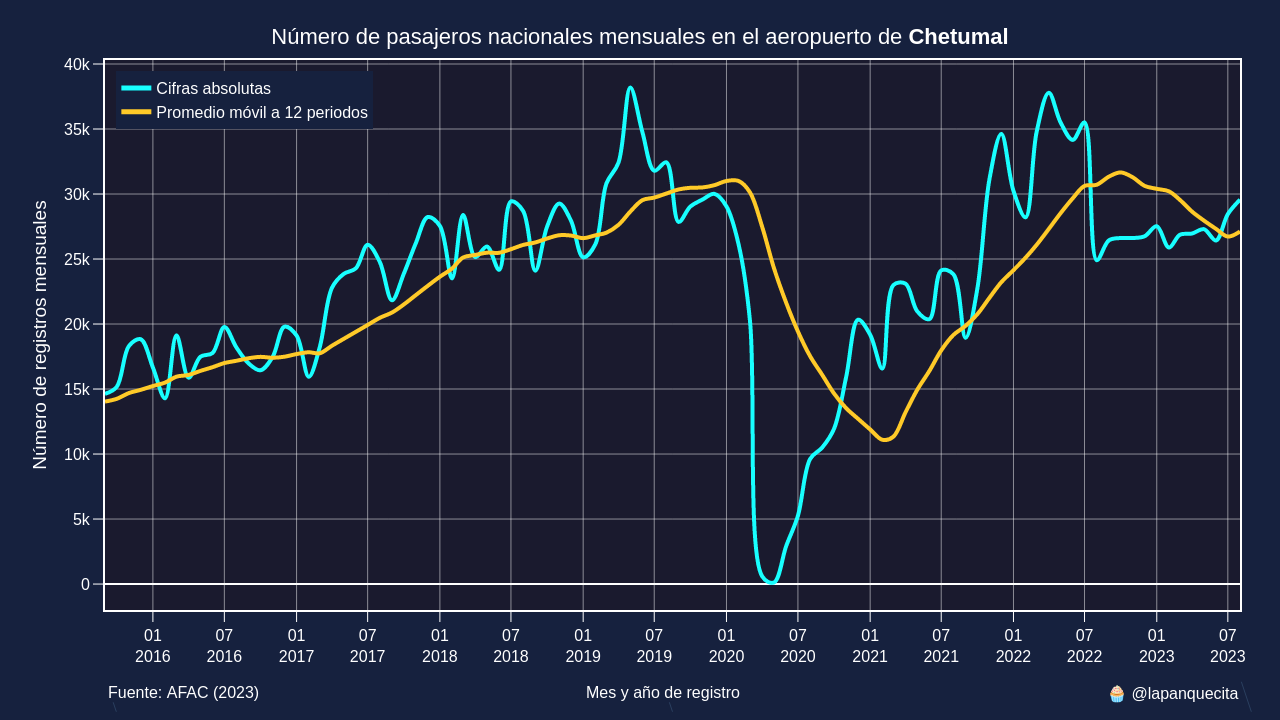 Número de pasajeros nacionales mensuales en el aeropuerto de Chetumal
Cifras absolutas
Promedio móvil a 12 periodos
Número de registros mensuales
40k
35k
30k
25k
20k
15k
10k
5k
0
01 07 01 07 01 07 01 07 01 07 01 07 01 07 01 07
2016 2016 2017 2017 2018 2018 2019 2019 2020 2020 2021 2021 2022 2022 2023 2023
Fuente: AFAC (2023) Mes y año de registro 🧁 @lapanquecita